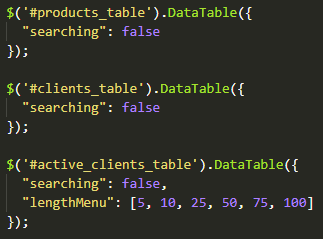 $('#products_table').DataTable({
  "searching": false
});

$('#clients_table').DataTable({
  "searching": false
});

$('#active_clients_table').DataTable({
  "searching": false,
  "lengthMenu": [5, 10, 25, 50, 75, 100]
});